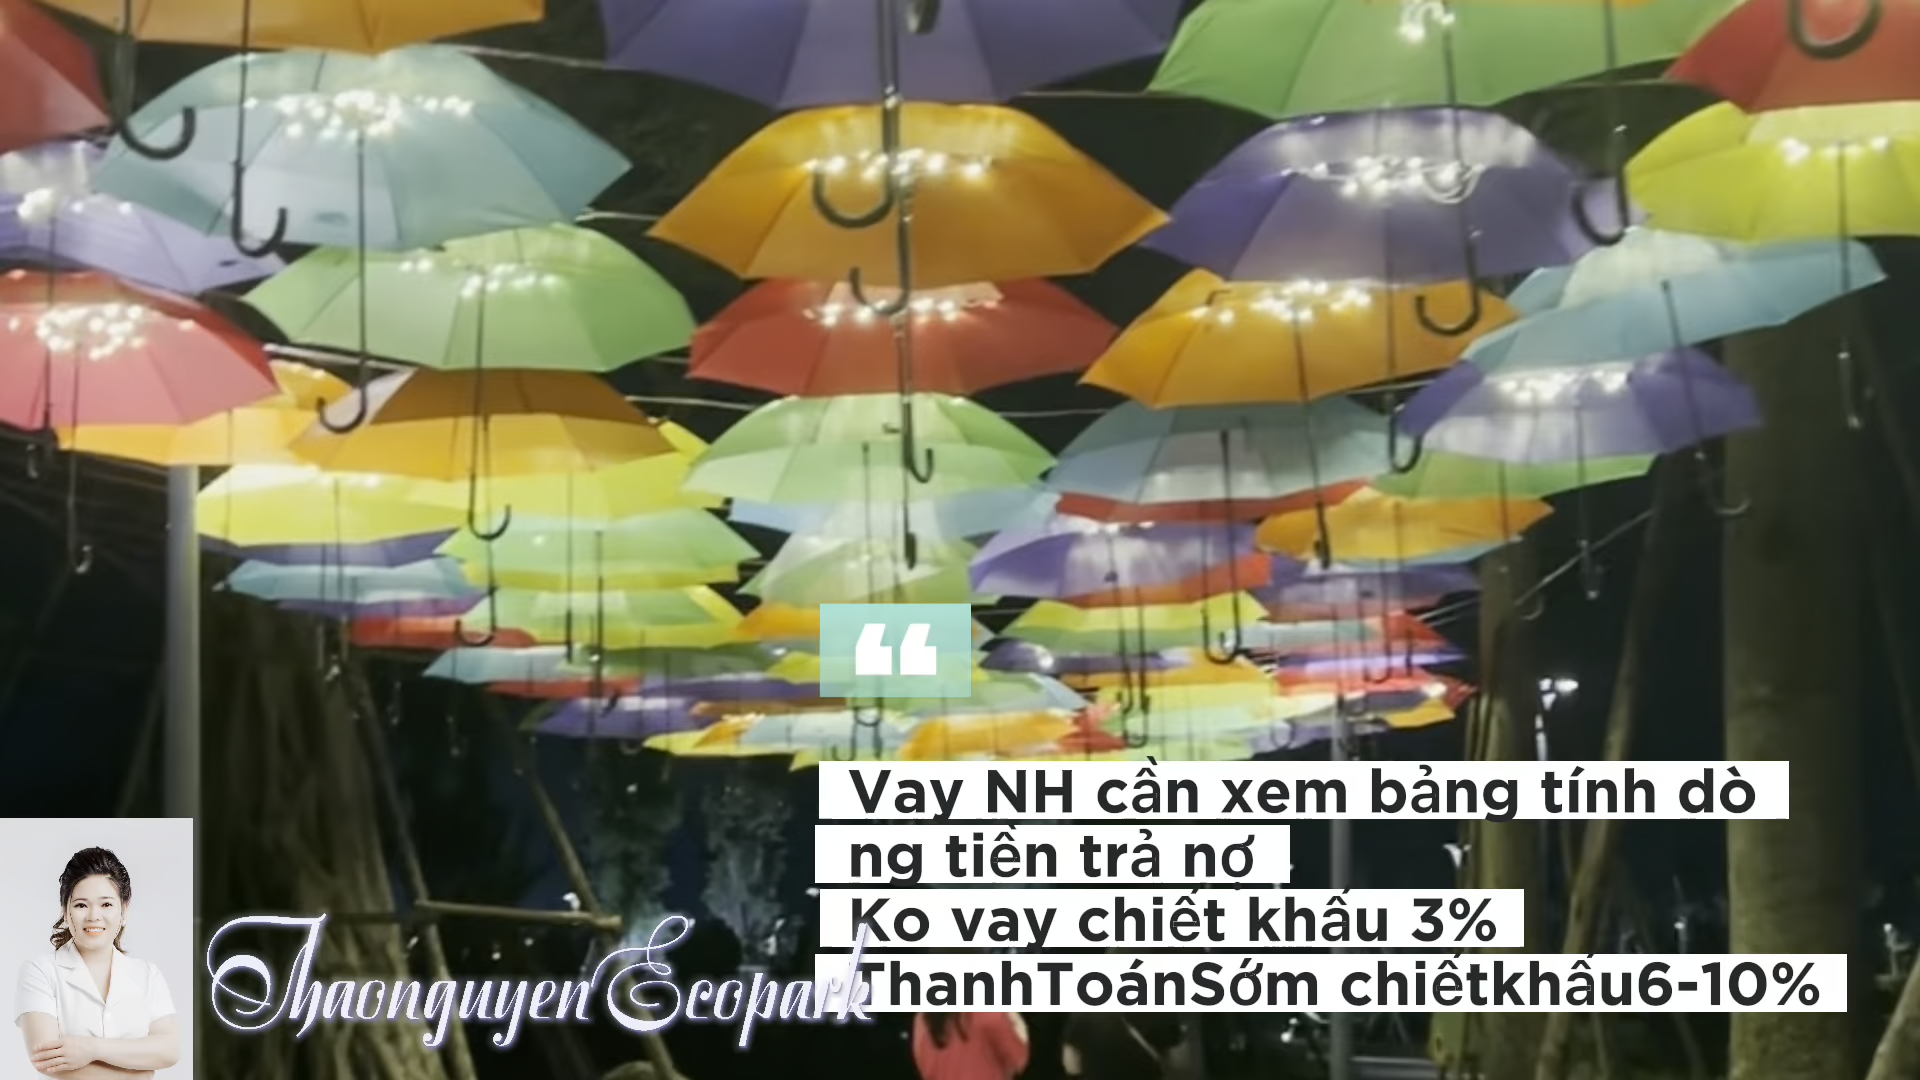 “
Vay NH cần xem bảng tính dò
ng tiền trả nợ
Ko vay chiết khấu 3%
ThanhToánSớm chiếtkhấu6-10%
ThaonguyenEcopark